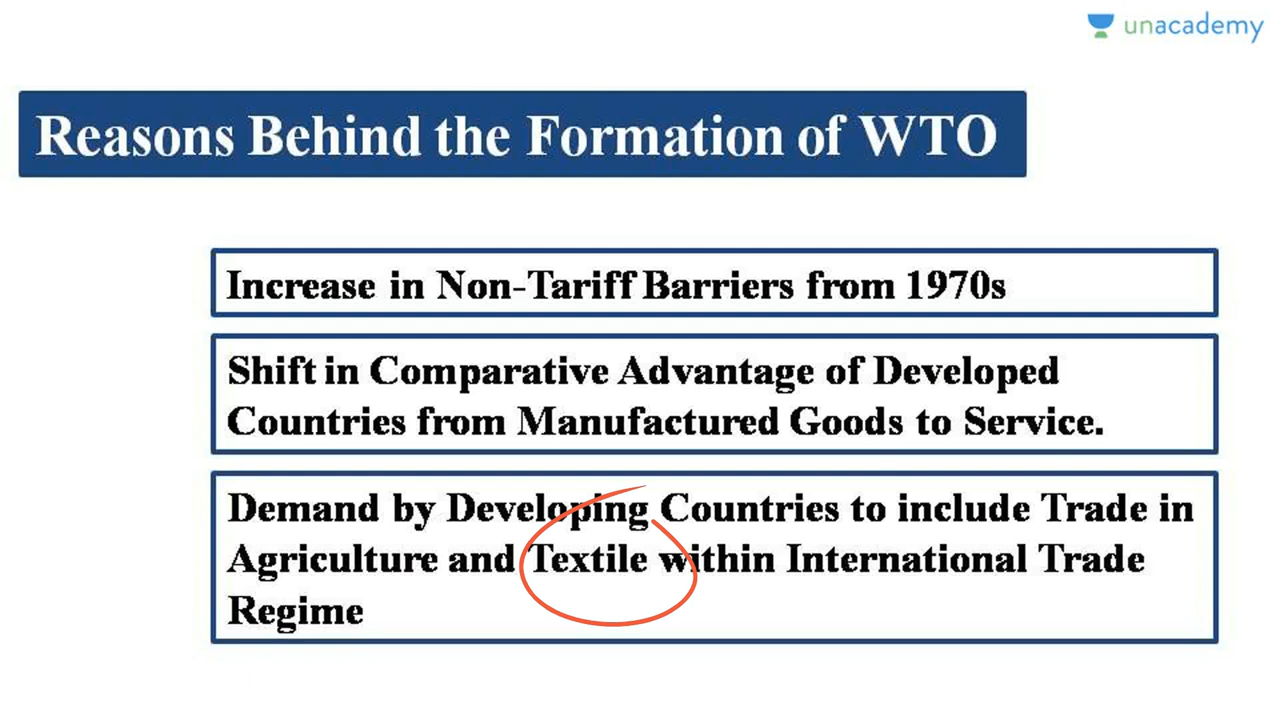 unacademy
Reasons Behind the Formation of WTO
Increase in Non-Tariff Barriers from 1970s
Shift in Comparative Advantage of Developed
Countries from Manufactured Goods to Service.
Demand by Developing Countries to include Trade in
Agriculture and Textile within International Trade
Regime